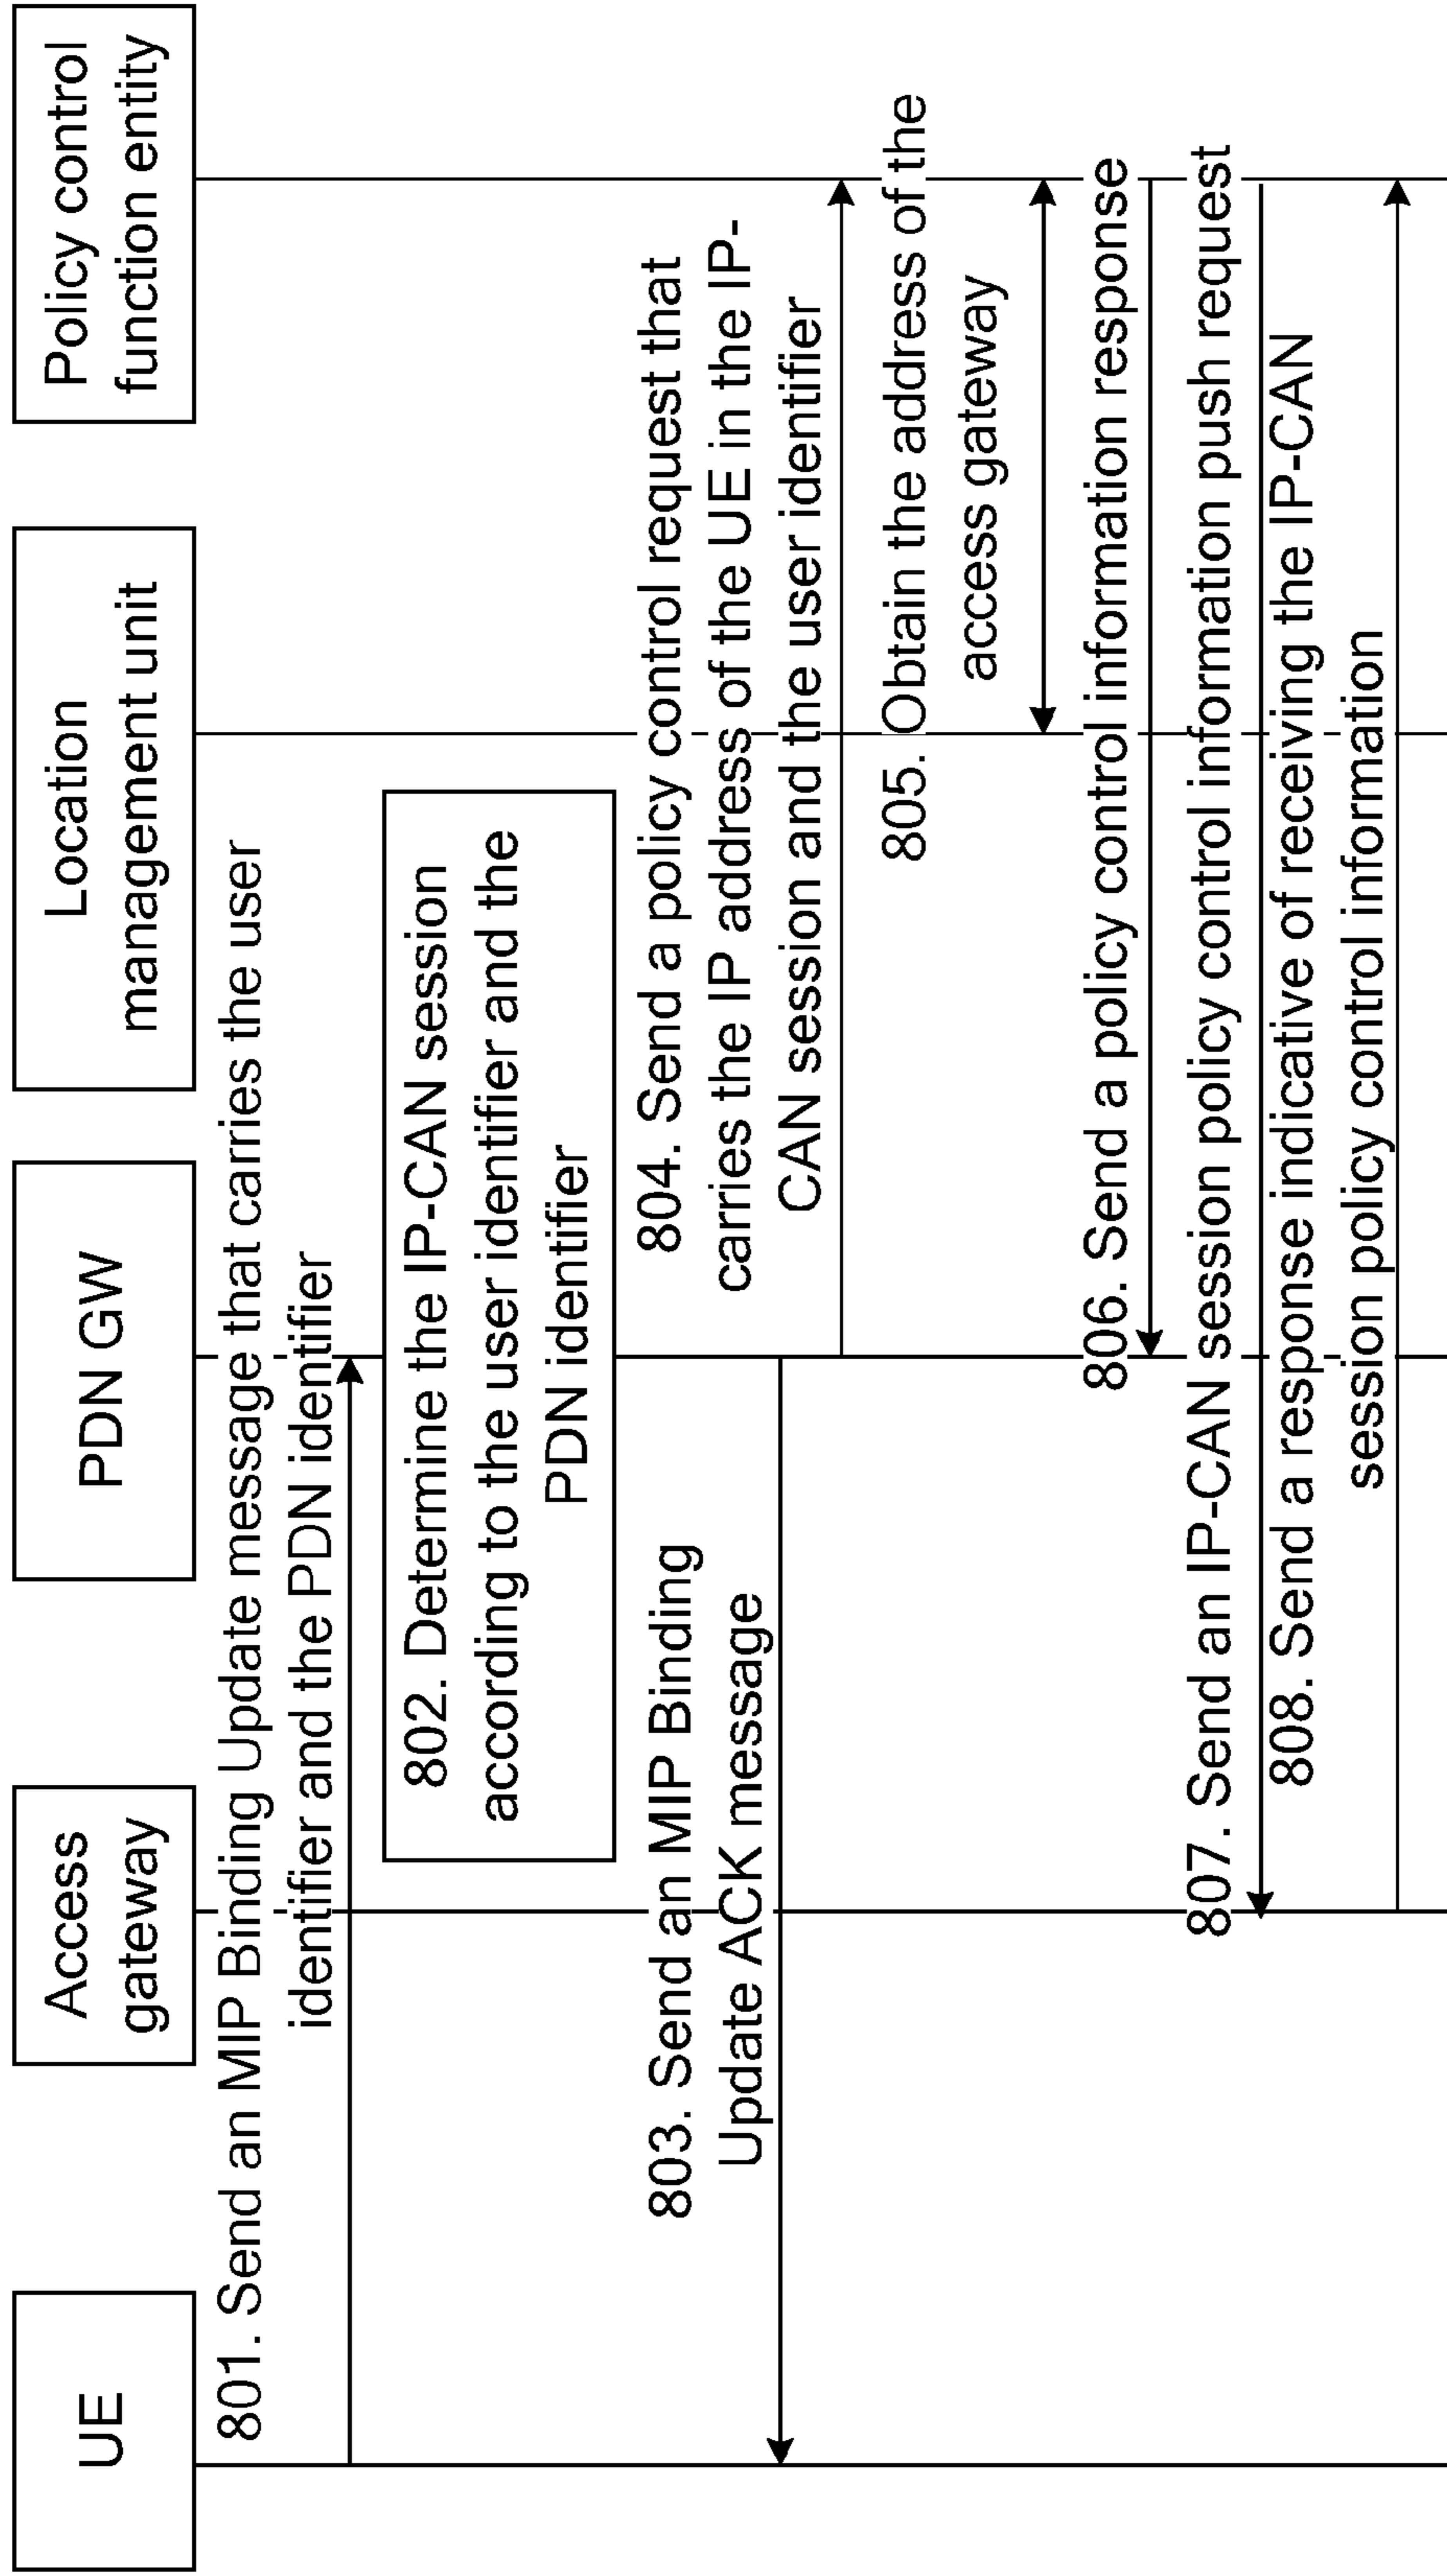 UE
Access
gateway
PDN GW
Location
management unit
Policy control
function entity
801. Send an MIP Binding Update message that carries the user
identifier and the PDN identifier
802. Determine the IP-CAN session
according to the user identifier and the
PDN identifier
803. Send an MIP Binding
Update ACK message
804. Send a policy control request that
carries the IP address of the UE in the IP-
CAN session and the user identifier
805. Obtain the address of the
access gateway
806. Send a policy control information response
807. Send an IP-CAN session policy control information push request
808. Send a response indicative of receiving the IP-CAN
session policy control information